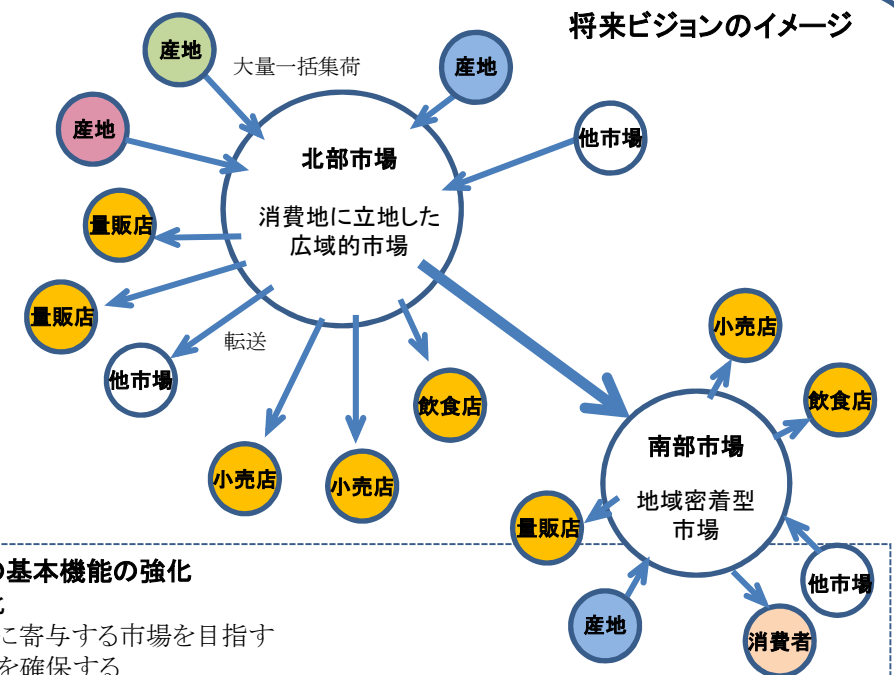 将来ビジョンのイメージ
産地
大量一括集荷
産地
産地
他市場
北部市場
消費地に立地した
広域的市場
量販店
量販店
転送
他市場
小売店
小売店
飲食店
小売店
飲食店
南部市場
地域密着型
市場
量販店
産地
他市場
消費者
の基本機能の強化
に寄与する市場を目指す
を確保する